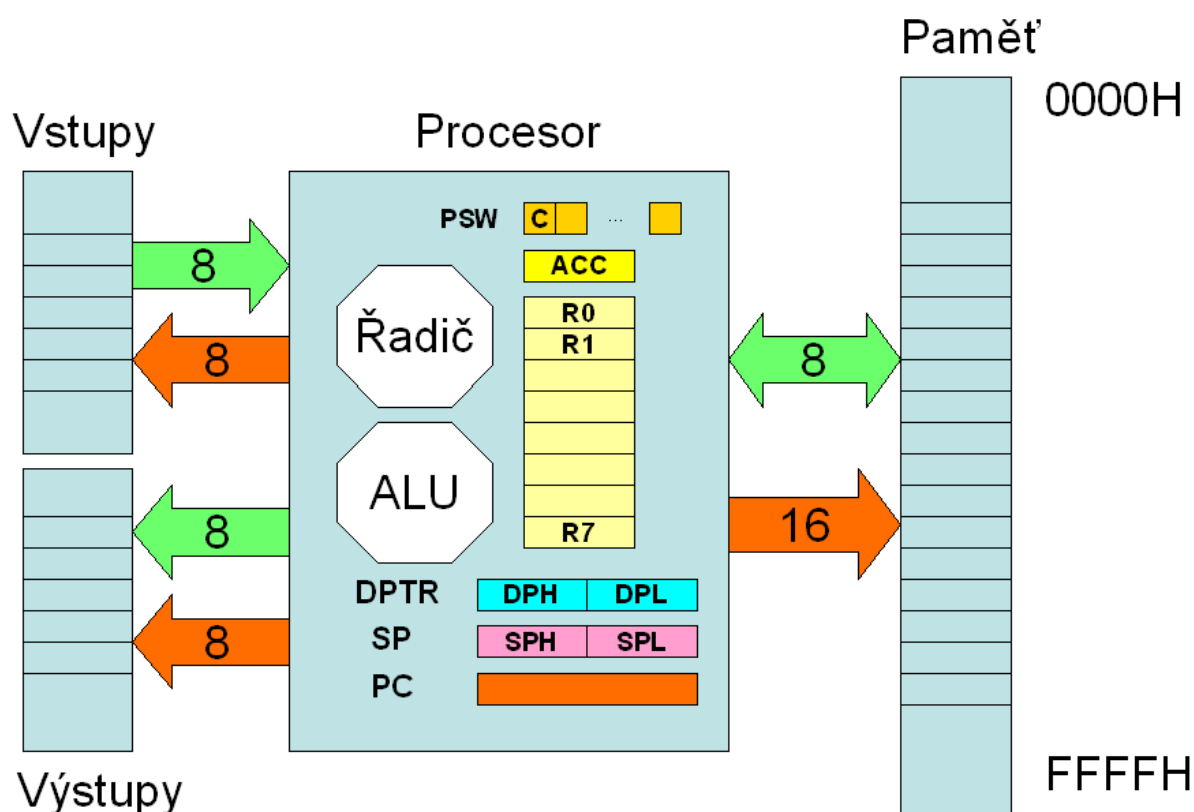 Paměť
0000H
Vstupy
Procesor
PSW C ...
8
ACC
R0
Řadič
R1
8
8
ALU
8
16
R7
DPTR DPH DPL
8
SP SPH SPL
PC
FFFFH
Výstupy